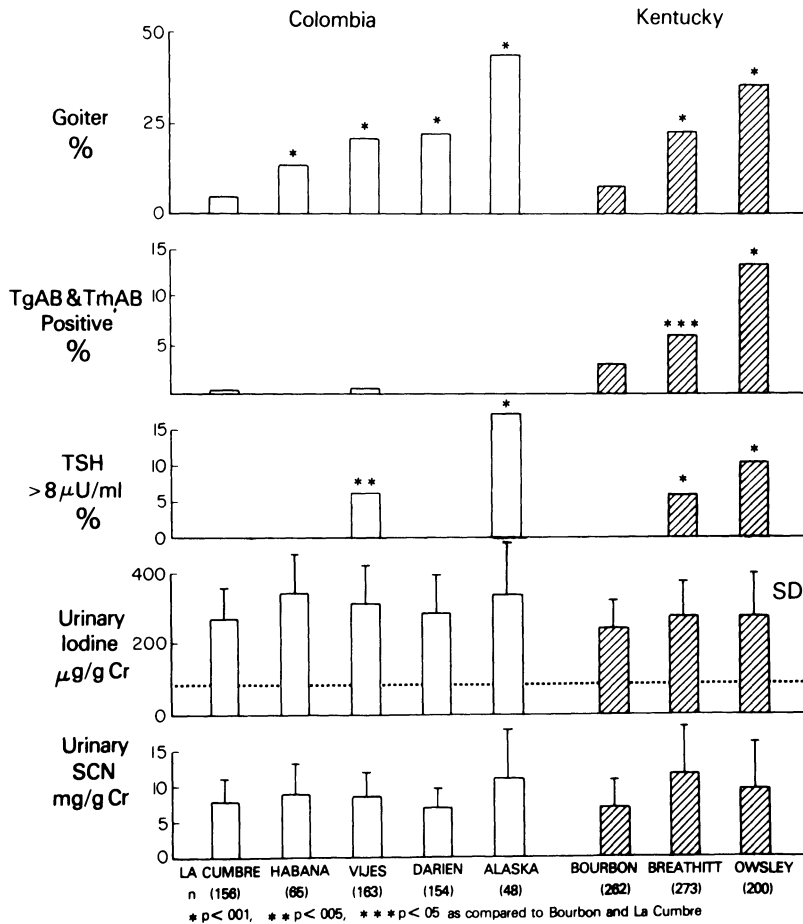 Colombia Kentucky
50
25
0
Goiter
%
* * * * * * *
15
10
5
TgAB & TmAB
Positive
%
* * * *
15
10
5
0
TSH
>8 μU/ml
%
* * * * * *
400
200
0
Urinary
Iodine
μg/g Cr
SD
15
10
5
0
Urinary
SCN
mg/g Cr
LA CUMBRE HABANA VIJES DARIEN ALASKA BOURBON BREATHITT OWSLEY
n (156) (65) (163) (154) (48) (262) (273) (200)
* p< 001, * * p< 005, * * * p< 05 as compared to Bourbon and La Cumbre